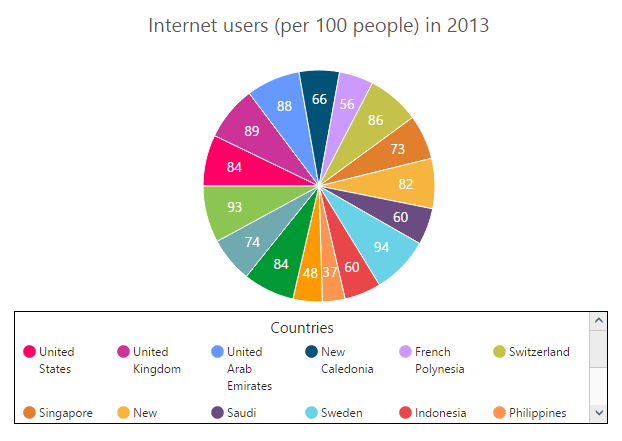 Internet users (per 100 people) in 2013
66
56
88
86
89
73
84
82
93
60
74
94
84
48
37
60
Countries
United States
United Kingdom
United Arab Emirates
New Caledonia
French Polynesia
Switzerland
Singapore
New
Saudi
Sweden
Indonesia
Philippines